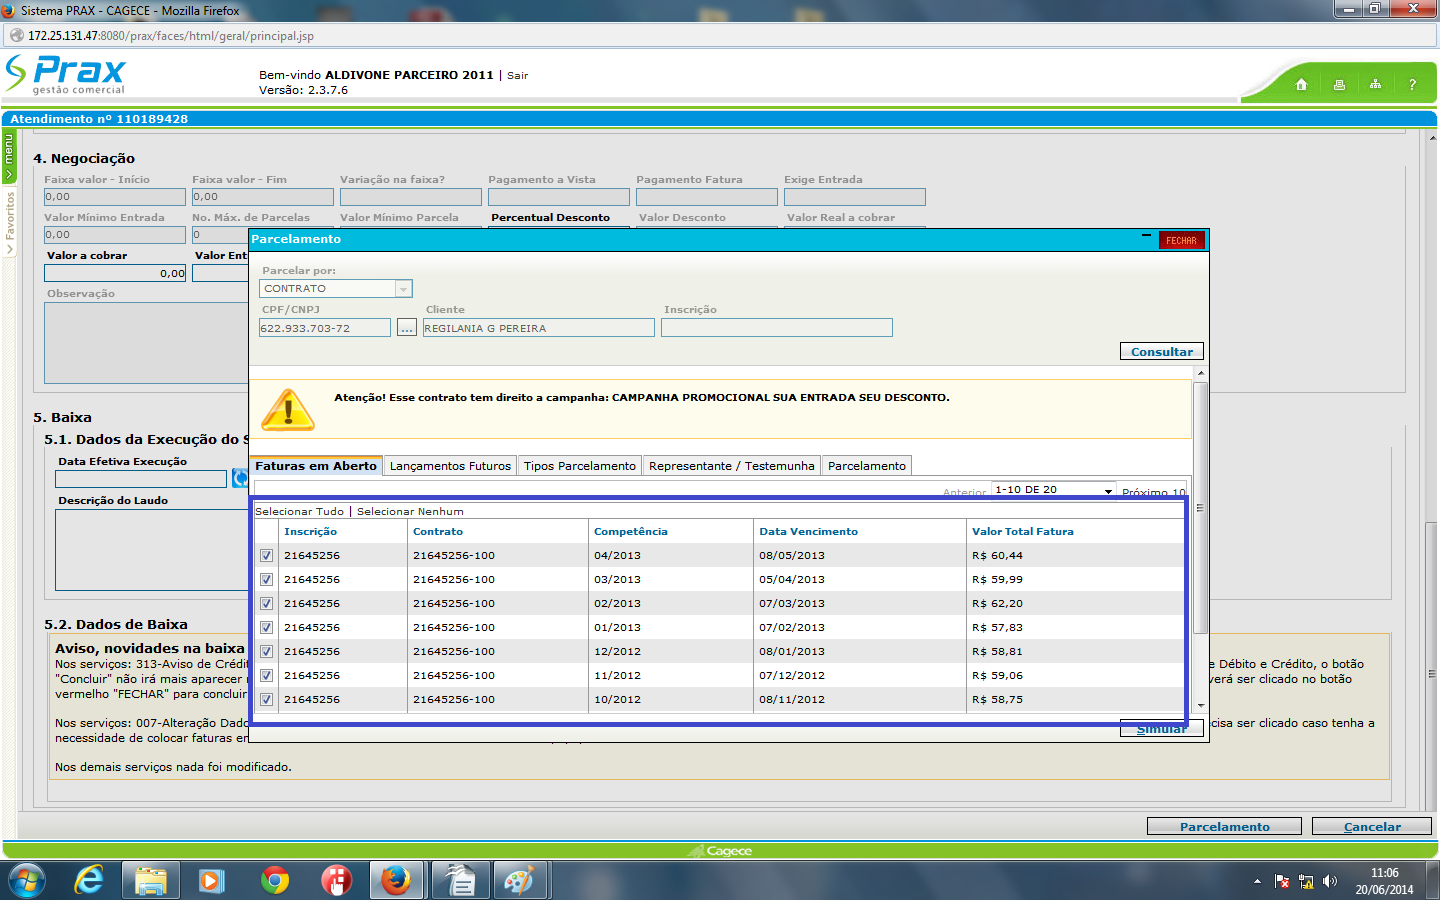 Sistema PRAX - CAGECE - Mozilla Firefox
172.25.131.47:8080/prax/faces/html/geral/principal.jsp
Prax
gestão comercial
Bem-vindo ALDIVONE PARCEIRO 2011 | Sair
Versão: 2.3.7.6
?
Atendimento nº 110189428
menu
Favoritos
4. Negociação
Faixa valor - Início Faixa valor - Fim Variação na faixa? Pagamento a Vista Pagamento Fatura Exige Entrada
0,00 0,00
Valor Mínimo Entrada No. Máx. de Parcelas Valor Mínimo Parcela Percentual Desconto Valor Desconto Valor Real a cobrar
0,00 0
Valor a cobrar Valor Ent
0,00
Observação
Parcelamento
FECHAR
Parcelar por:
CONTRATO
CPF/CNPJ Cliente Inscrição
622.933.703-72 ... REGILANIA G PEREIRA
Consultar
Atenção! Esse contrato tem direito a campanha: CAMPANHA PROMOCIONAL SUA ENTRADA SEU DESCONTO.
Faturas em Aberto Lançamentos Futuros Tipos Parcelamento Representante / Testemunha Parcelamento
Anterior 1-10 DE 20 Próximo 10
Selecionar Tudo | Selecionar Nenhum
Inscrição Contrato Competência Data Vencimento Valor Total Fatura
21645256 21645256-100 04/2013 08/05/2013 R$ 60,44
21645256 21645256-100 03/2013 05/04/2013 R$ 59,99
21645256 21645256-100 02/2013 07/03/2013 R$ 62,20
21645256 21645256-100 01/2013 07/02/2013 R$ 57,83
21645256 21645256-100 12/2012 08/01/2013 R$ 58,81
21645256 21645256-100 11/2012 07/12/2012 R$ 59,06
21645256 21645256-100 10/2012 08/11/2012 R$ 58,75
Simular
5. Baixa
5.1. Dados da Execução do S
Data Efetiva Execução
Descrição do Laudo
5.2. Dados de Baixa
Aviso, novidades na baixa
Nos serviços: 313-Aviso de Crédit e Débito e Crédito, o botão
"Concluir" não irá mais aparecer verá ser clicado no botão
vermelho "FECHAR" para concluir
Nos serviços: 007-Alteração Dado cisa ser clicado caso tenha a
necessidade de colocar faturas em
Nos demais serviços nada foi modificado.
Parcelamento Cancelar
Cagece
11:06
20/06/2014